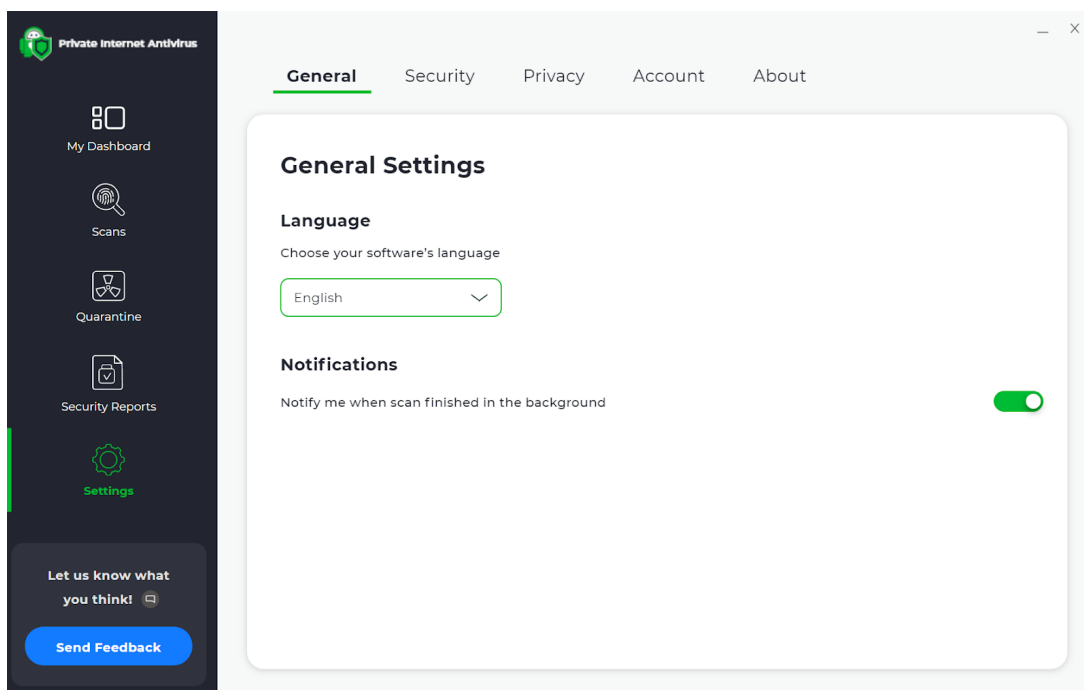 Private Internet Antivirus
My Dashboard
Scans
Quarantine
Security Reports
Settings
Let us know what
you think!
Send Feedback
General Security Privacy Account About
General Settings
Language
Choose your software's language
English
Notifications
Notify me when scan finished in the background